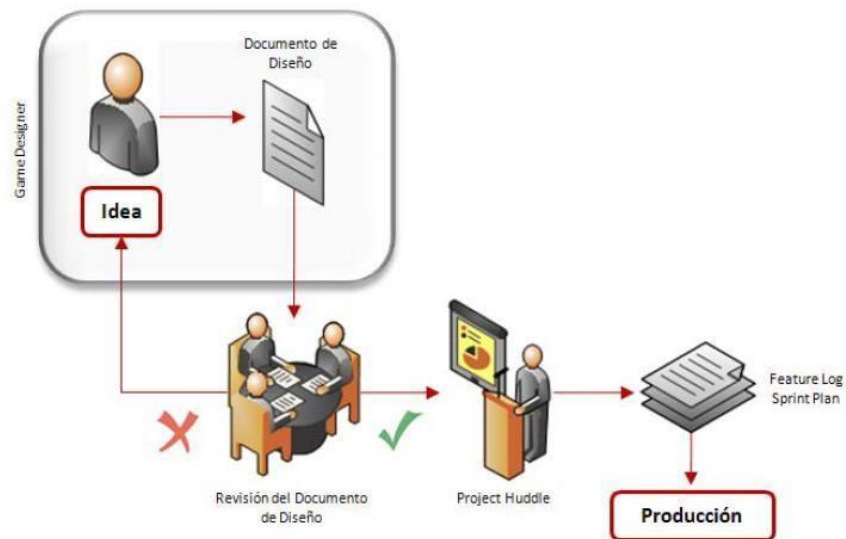 Documento de
Diseño
Game Designer
Idea
Feature Log
Sprint Plan
Revisión del Documento
de Diseño
Project Huddle
Producción